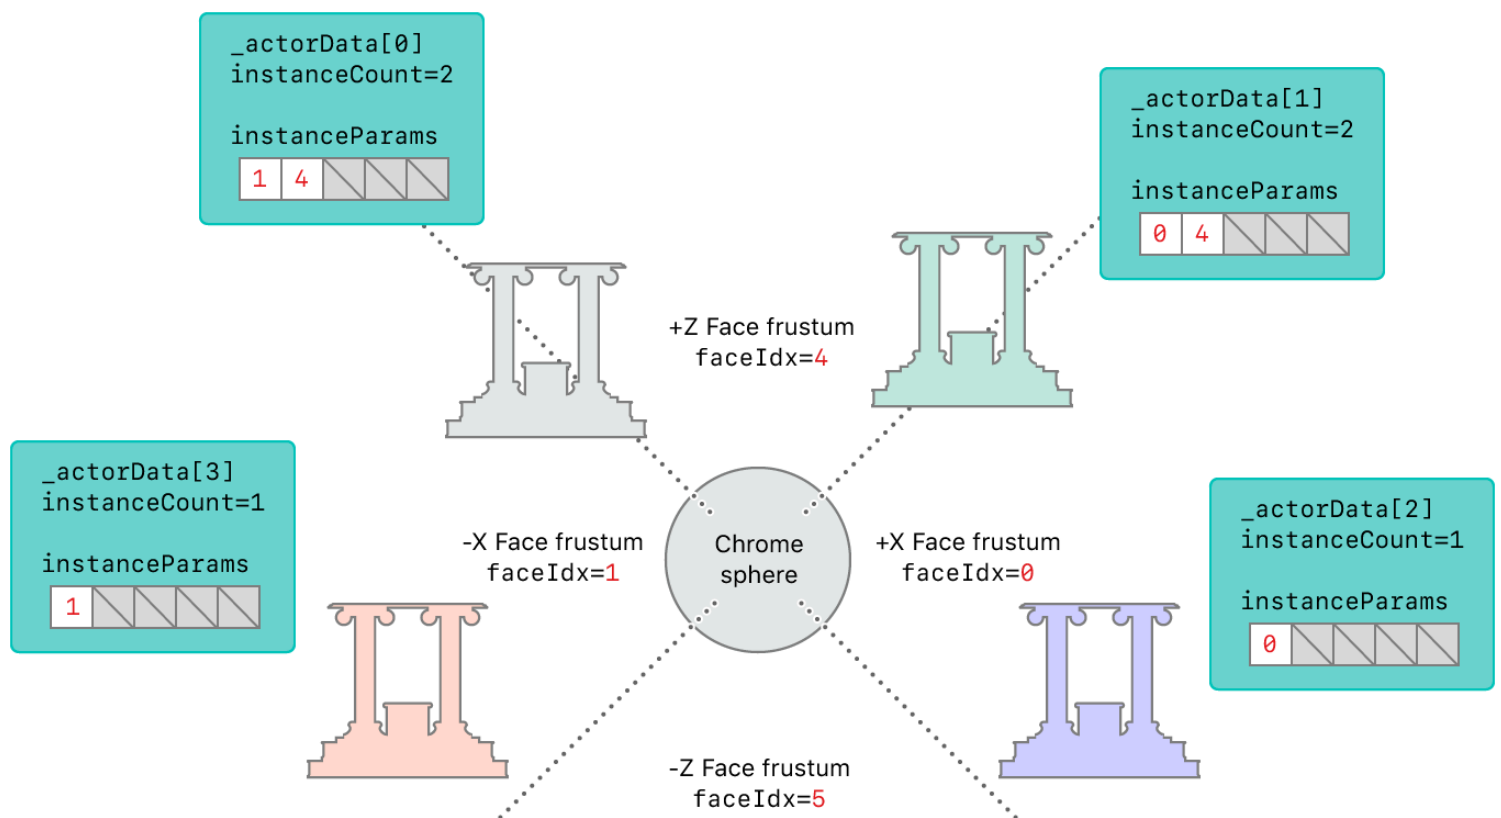 _actorData[0]
instanceCount=2
instanceParams
1 4
_actorData[1]
instanceCount=2
instanceParams
0 4
+Z Face frustum
faceIdx=4
_actorData[3]
instanceCount=1
instanceParams
1
-X Face frustum
faceIdx=1
Chrome
sphere
+X Face frustum
faceIdx=0
_actorData[2]
instanceCount=1
instanceParams
0
-Z Face frustum
faceIdx=5